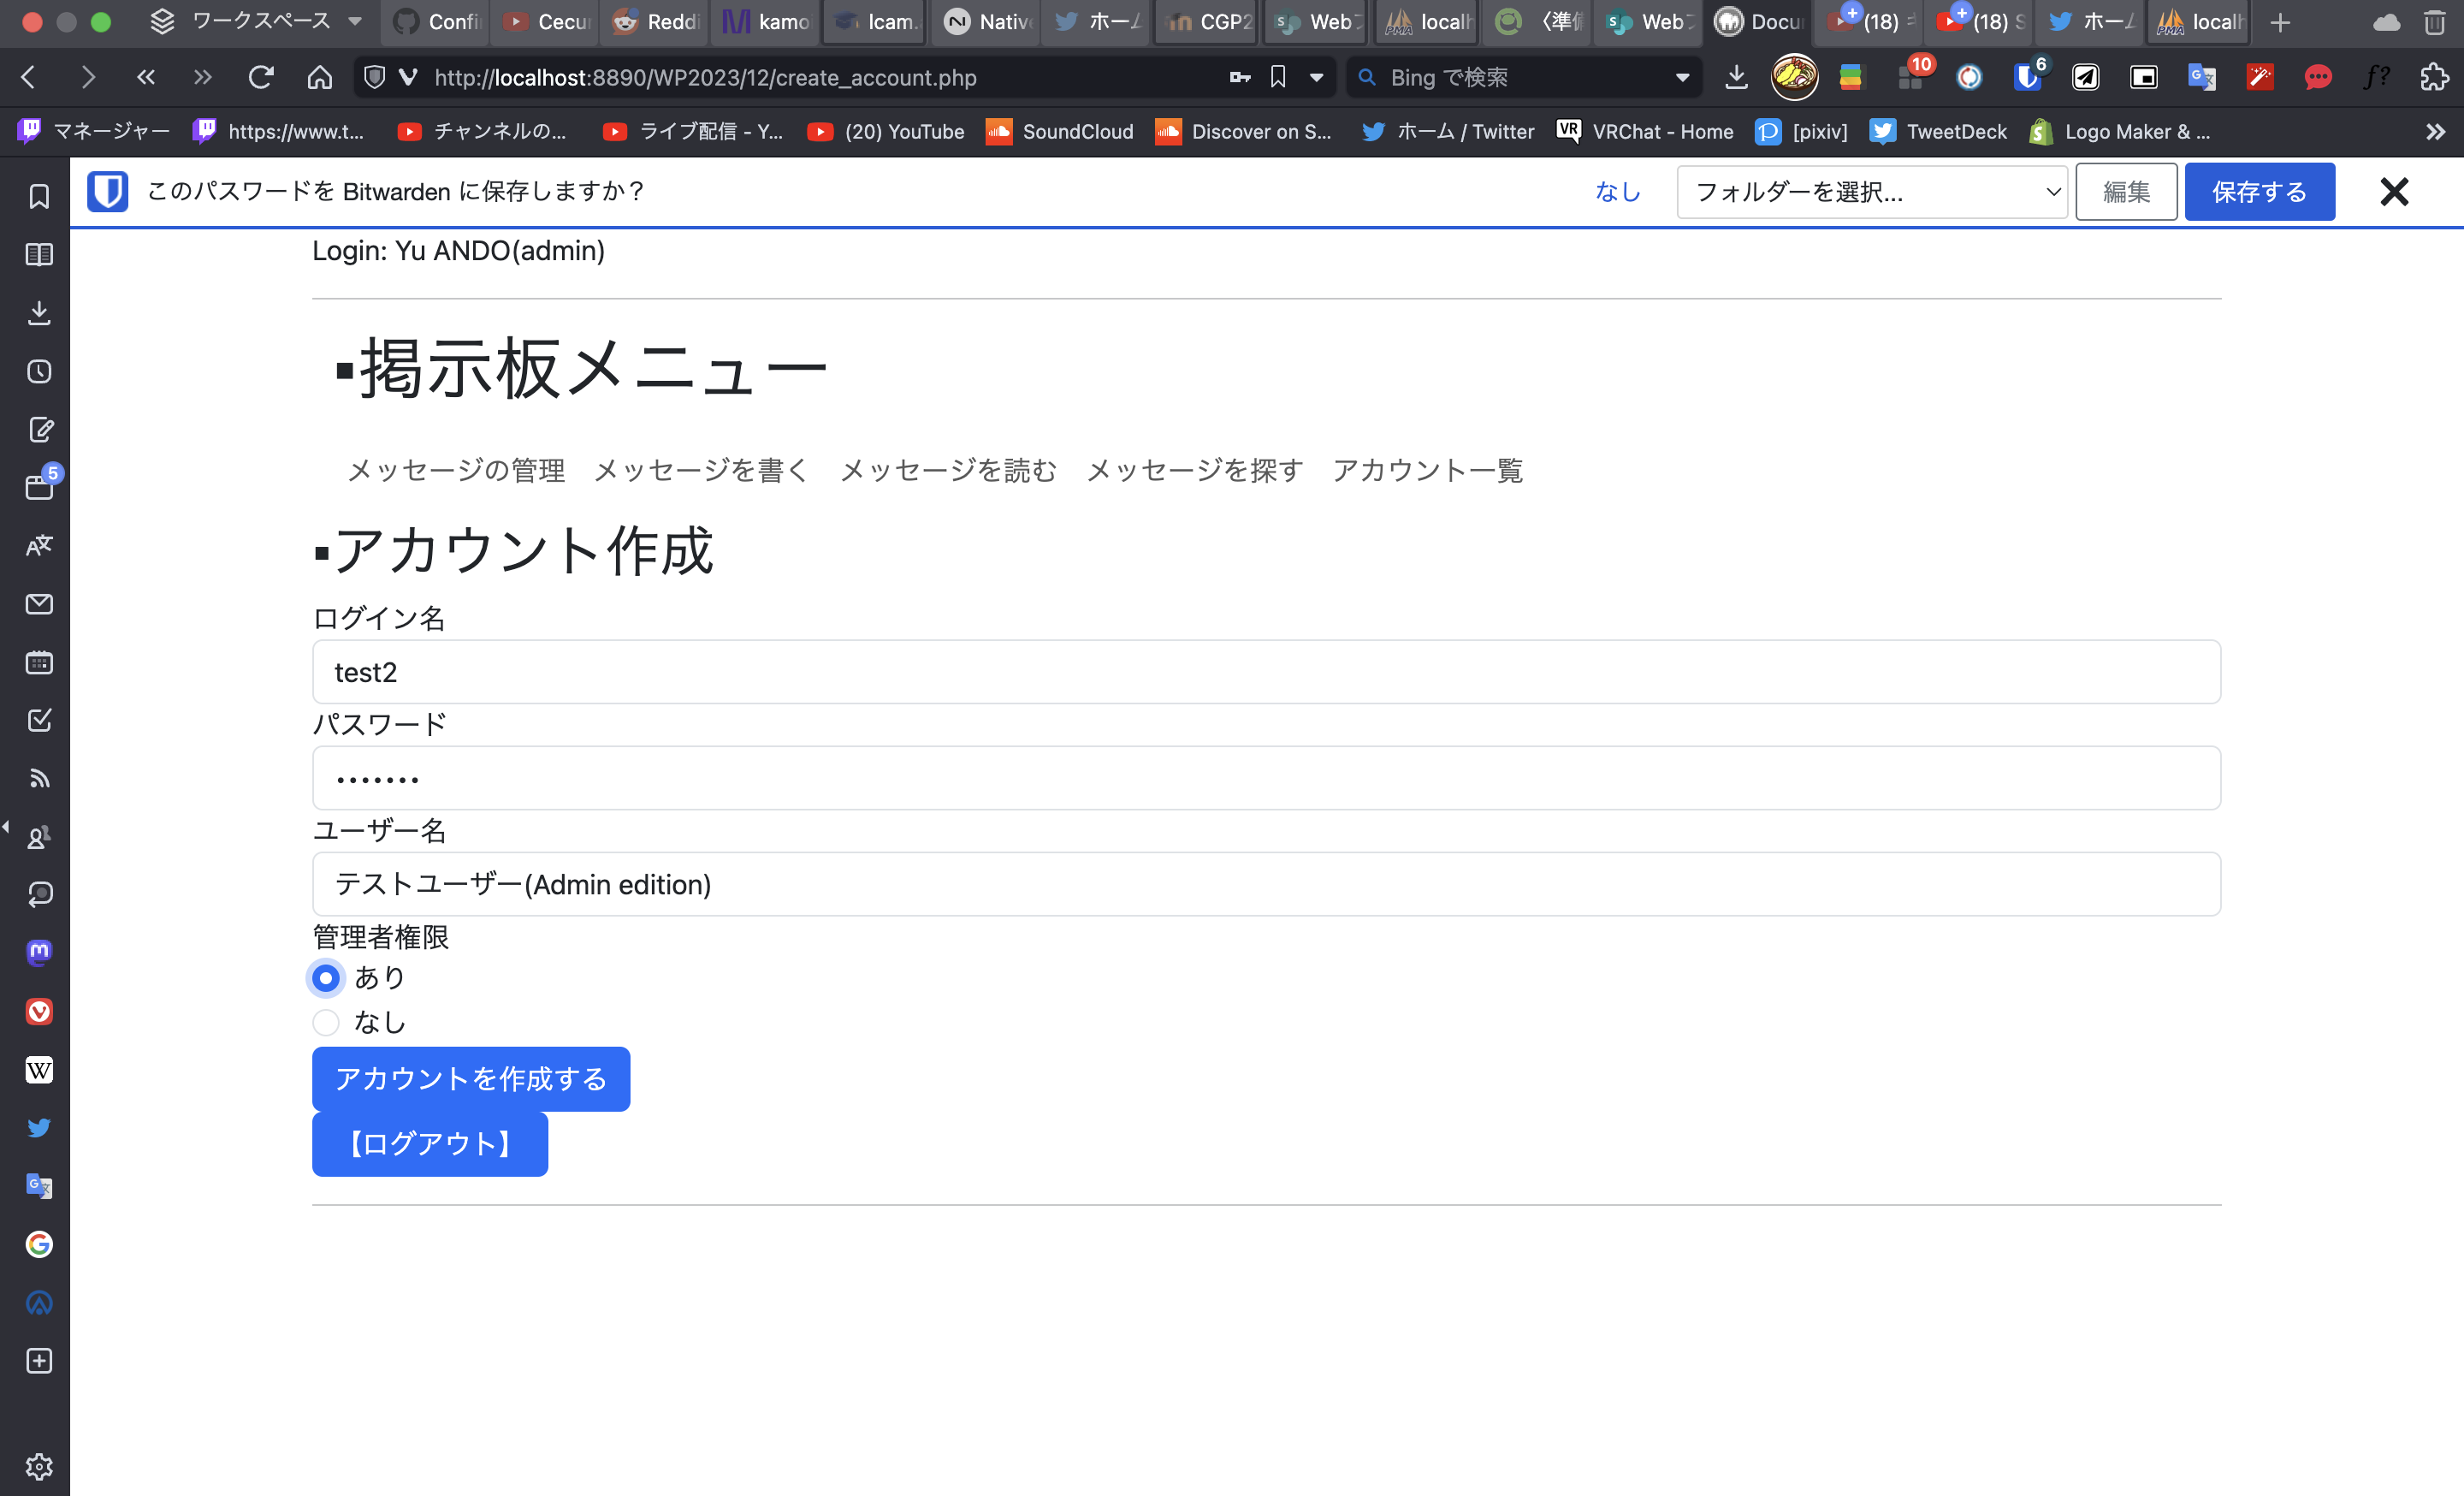 ワークスペース
Confi
Cecu
Reddi
kamo
Icam.
Nativ
ホーム
CGP2
Web
localh
Web
Docu
(18)
(18) S
ホーム
localh
http://localhost:8890/WP2023/12/create_account.php
Bing で検索
10
6
マネージャー
https://www.t...
チャンネルの...
ライブ配信 - Y...
(20) YouTube
SoundCloud
Discover on S...
ホーム / Twitter
VRChat - Home
[pixiv]
TweetDeck
Logo Maker & ...
このパスワードを Bitwarden に保存しますか？
なし
フォルダーを選択...
編集
保存する
5
Login: Yu ANDO(admin)
▪掲示板メニュー
メッセージの管理 メッセージを書く メッセージを読む メッセージを探す アカウント一覧
▪アカウント作成
ログイン名
test2
パスワード
•••••••
ユーザー名
テストユーザー(Admin edition)
管理者権限
あり
なし
アカウントを作成する
【ログアウト】